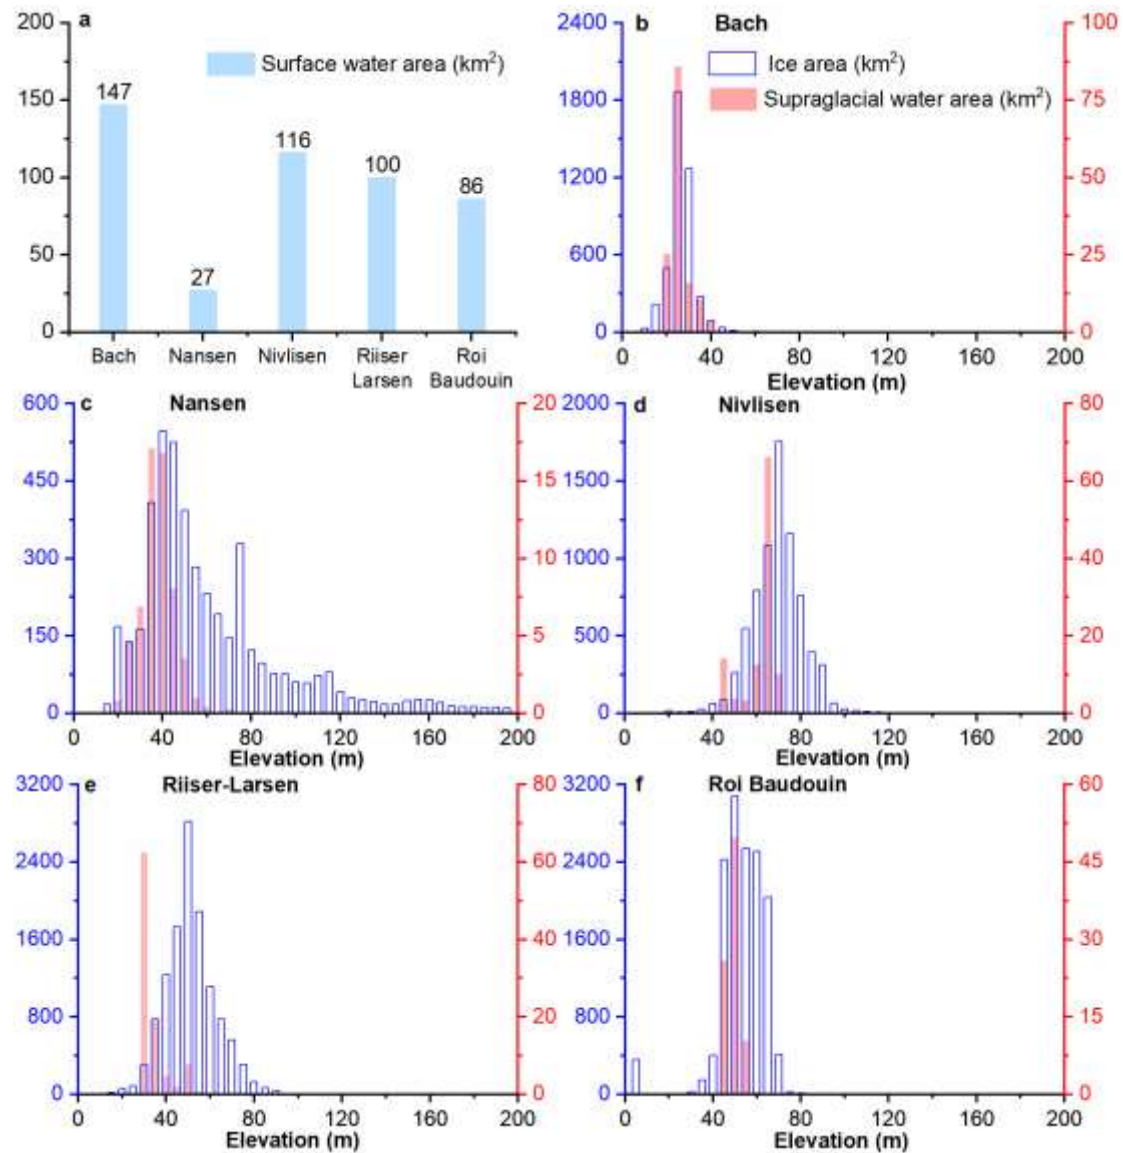 a
200
150
100
50
0
Surface water area (km²)
147
27
116
100
86
Bach
Nansen
Nivlisen
Riiser
Larsen
Roi
Baudouin
b
Bach
2400
1800
1200
600
0
Ice area (km²)
Supraglacial water area (km²)
100
75
50
25
0
0 40 80 120 160 200
Elevation (m)
c
Nansen
600
450
300
150
0
20
15
10
5
0
0 40 80 120 160 200
Elevation (m)
d
Nivlisen
2000
1500
1000
500
0
80
60
40
20
0
0 40 80 120 160 200
Elevation (m)
e
Riiser-Larsen
3200
2400
1600
800
0
80
60
40
20
0
0 40 80 120 160 200
Elevation (m)
f
Roi Baudouin
3200
2400
1600
800
0
60
45
30
15
0
0 40 80 120 160 200
Elevation (m)